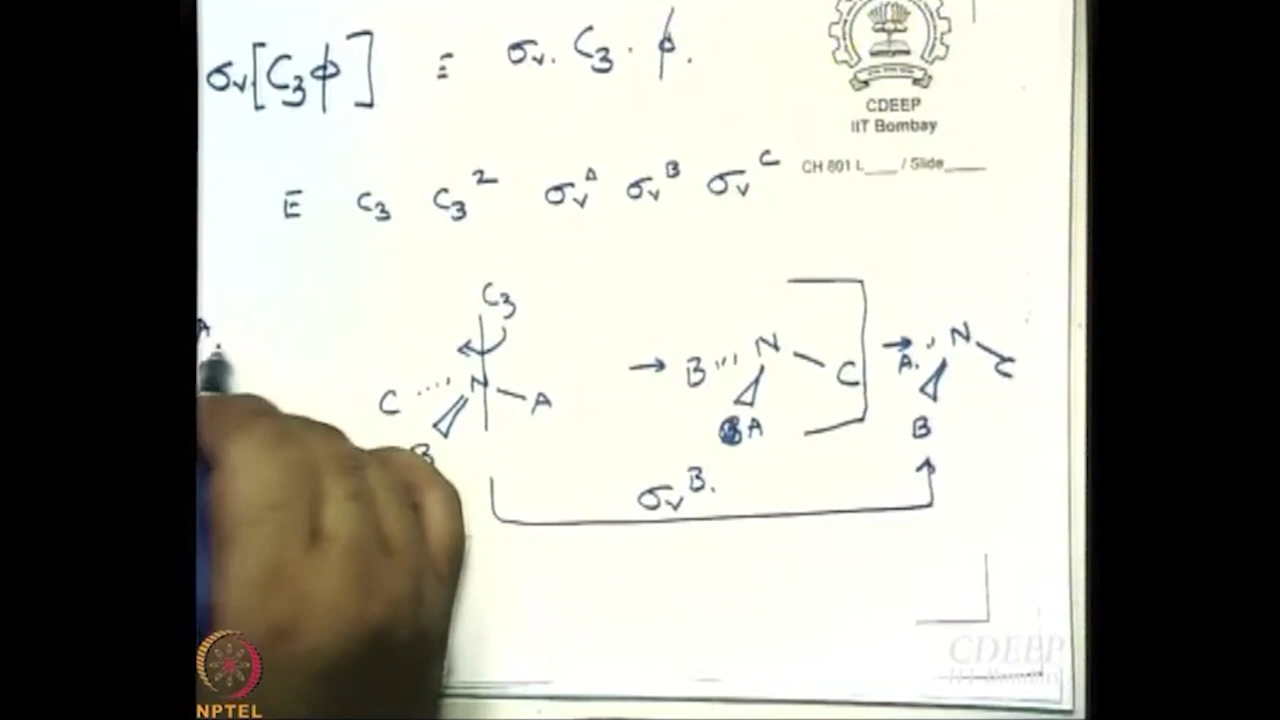 σv[C3φ] ≡ σv. C3 . φ.
CDEEP
IIT Bombay
CH 801 L___ / Slide____
E C3 C3² σv^A σv^B σv^C
C3
A
C N A → B N C → A. N C
B A B
σv^B.
CDEEP
IIT Bombay
NPTEL